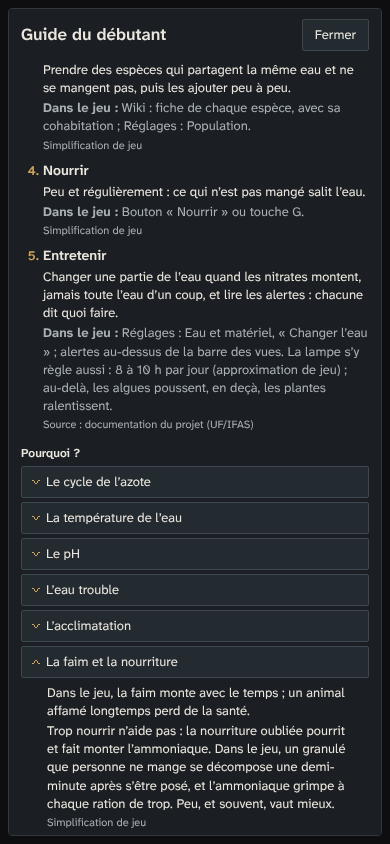 Guide du débutant
Fermer
Prendre des espèces qui partagent la même eau et ne
se mangent pas, puis les ajouter peu à peu.
Dans le jeu : Wiki : fiche de chaque espèce, avec sa
cohabitation ; Réglages : Population.
Simplification de jeu
4. Nourrir
Peu et régulièrement : ce qui n'est pas mangé salit l'eau.
Dans le jeu : Bouton « Nourrir » ou touche G.
Simplification de jeu
5. Entretenir
Changer une partie de l'eau quand les nitrates montent,
jamais toute l'eau d'un coup, et lire les alertes : chacune
dit quoi faire.
Dans le jeu : Réglages : Eau et matériel, « Changer l'eau
» ; alertes au-dessus de la barre des vues. La lampe s'y
règle aussi : 8 à 10 h par jour (approximation de jeu) ;
au-delà, les algues poussent, en deçà, les plantes
ralentissent.
Source : documentation du projet (UF/IFAS)
Pourquoi ?
Le cycle de l'azote
La température de l'eau
Le pH
L'eau trouble
L'acclimatation
La faim et la nourriture
Dans le jeu, la faim monte avec le temps ; un animal
affamé longtemps perd de la santé.
Trop nourrir n'aide pas : la nourriture oubliée pourrit
et fait monter l'ammoniaque. Dans le jeu, un granulé
que personne ne mange se décompose une demi-
minute après s'être posé, et l'ammoniaque grimpe à
chaque ration de trop. Peu, et souvent, vaut mieux.
Simplification de jeu